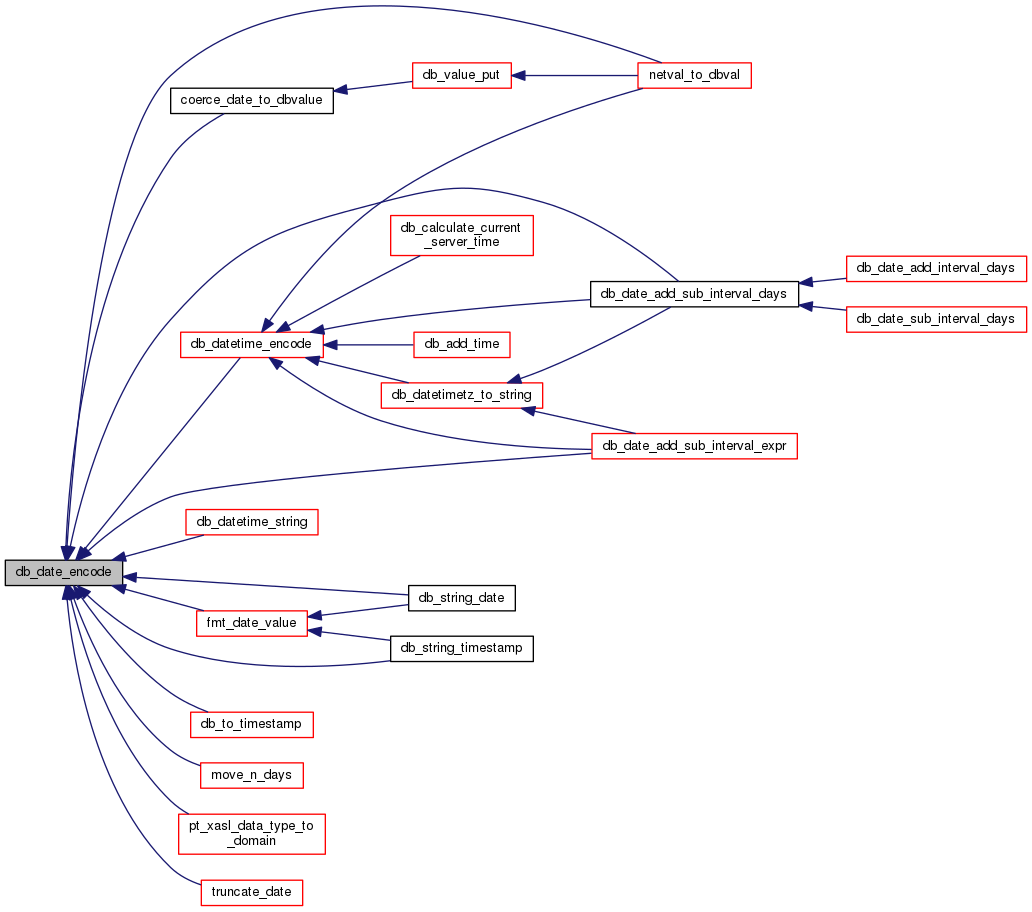 db_value_put
netval_to_dbval
coerce_date_to_dbvalue
db_calculate_current
_server_time
db_date_add_interval_days
db_date_add_sub_interval_days
db_date_sub_interval_days
db_datetime_encode
db_add_time
db_datetimetz_to_string
db_date_add_sub_interval_expr
db_datetime_string
db_date_encode
db_string_date
fmt_date_value
db_string_timestamp
db_to_timestamp
move_n_days
pt_xasl_data_type_to
_domain
truncate_date